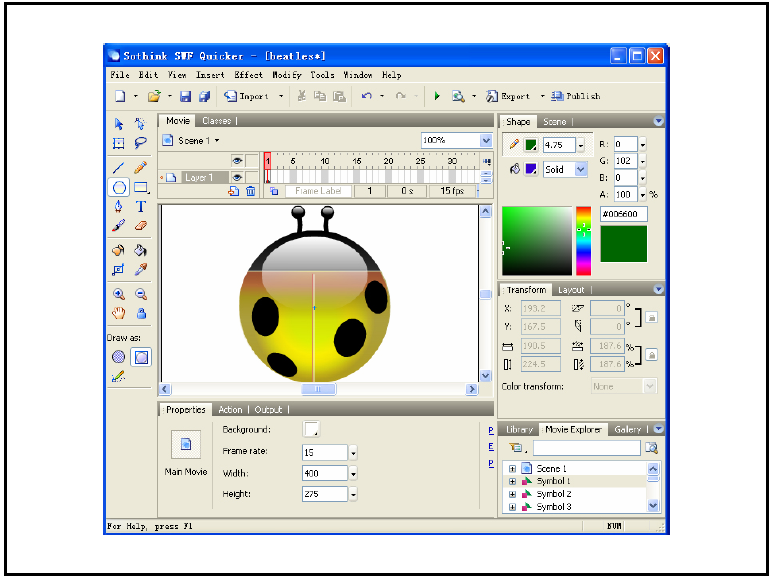 Sothink SWF Quicker - [beatles*]
File Edit View Insert Effect Modify Tools Window Help
Import Export Publish
Movie Classes
Scene 1 100%
1 5 10 15 20 25 30
Layer 1
Frame Label 1 0 s 15 fps
Draw as:
Shape Scene
4.75 R: 0
G: 102
Solid B: 0
A: 100 %
#006600
Transform Layout
X: 193.2 0 °
Y: 167.5 0 °
190.6 187.6 %
224.5 187.6 %
Color transform: None
Properties Action Output
Main Movie
Background:
Frame rate: 15
Width: 400
Height: 275
P
E
P
Library Movie Explorer Gallery
Scene 1
Symbol 1
Symbol 2
Symbol 3
For Help, press F1 NUM